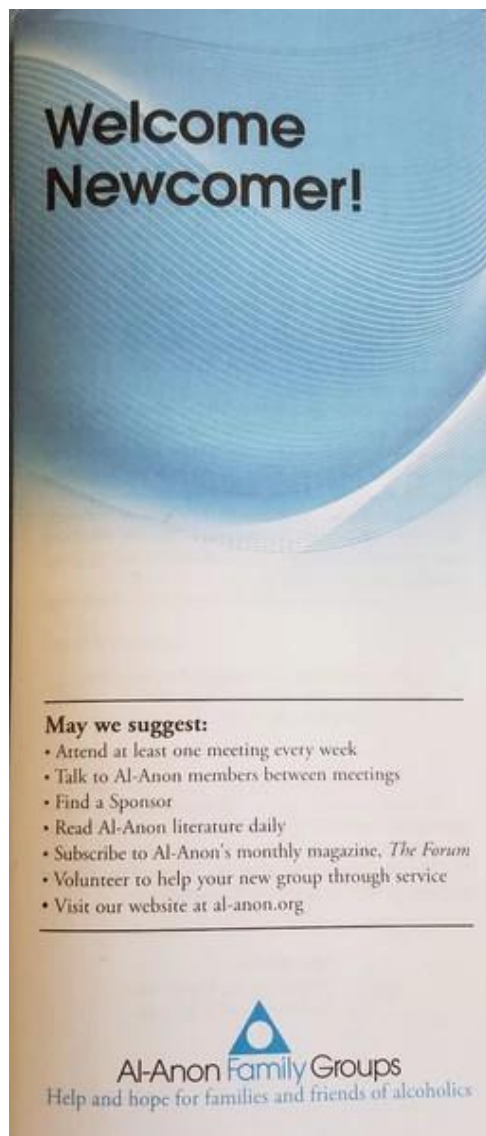 Welcome
Newcomer!
May we suggest:
• Attend at least one meeting every week
• Talk to Al-Anon members between meetings
• Find a Sponsor
• Read Al-Anon literature daily
• Subscribe to Al-Anon's monthly magazine, The Forum
• Volunteer to help your new group through service
• Visit our website at al-anon.org
Al-Anon Family Groups
Help and hope for families and friends of alcoholics